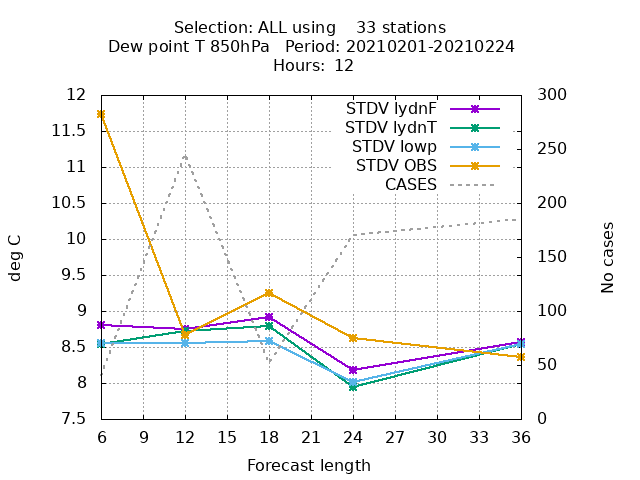 Selection: ALL using    33 stations
Dew point T 850hPa   Period: 20210201-20210224
Hours:  12
12 300
STDV lydnF
11.5 STDV lydnT 250
STDV lowp
11 STDV OBS
CASES
10.5 200
10
9.5 150
9 100
8.5
8 50
7.5 0
deg C
No cases
6 9 12 15 18 21 24 27 30 33 36
Forecast length